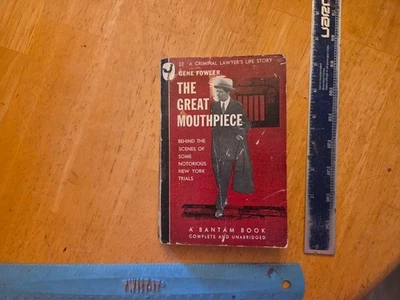 12 A CRIMINAL LAWYER'S LIFE STORY
GENE FOWLER
THE
GREAT
MOUTHPIECE
BEHIND THE
SCENES OF
SOME
NOTORIOUS
NEW YORK
TRIALS
A BANTAM BOOK
COMPLETE AND UNABRIDGED